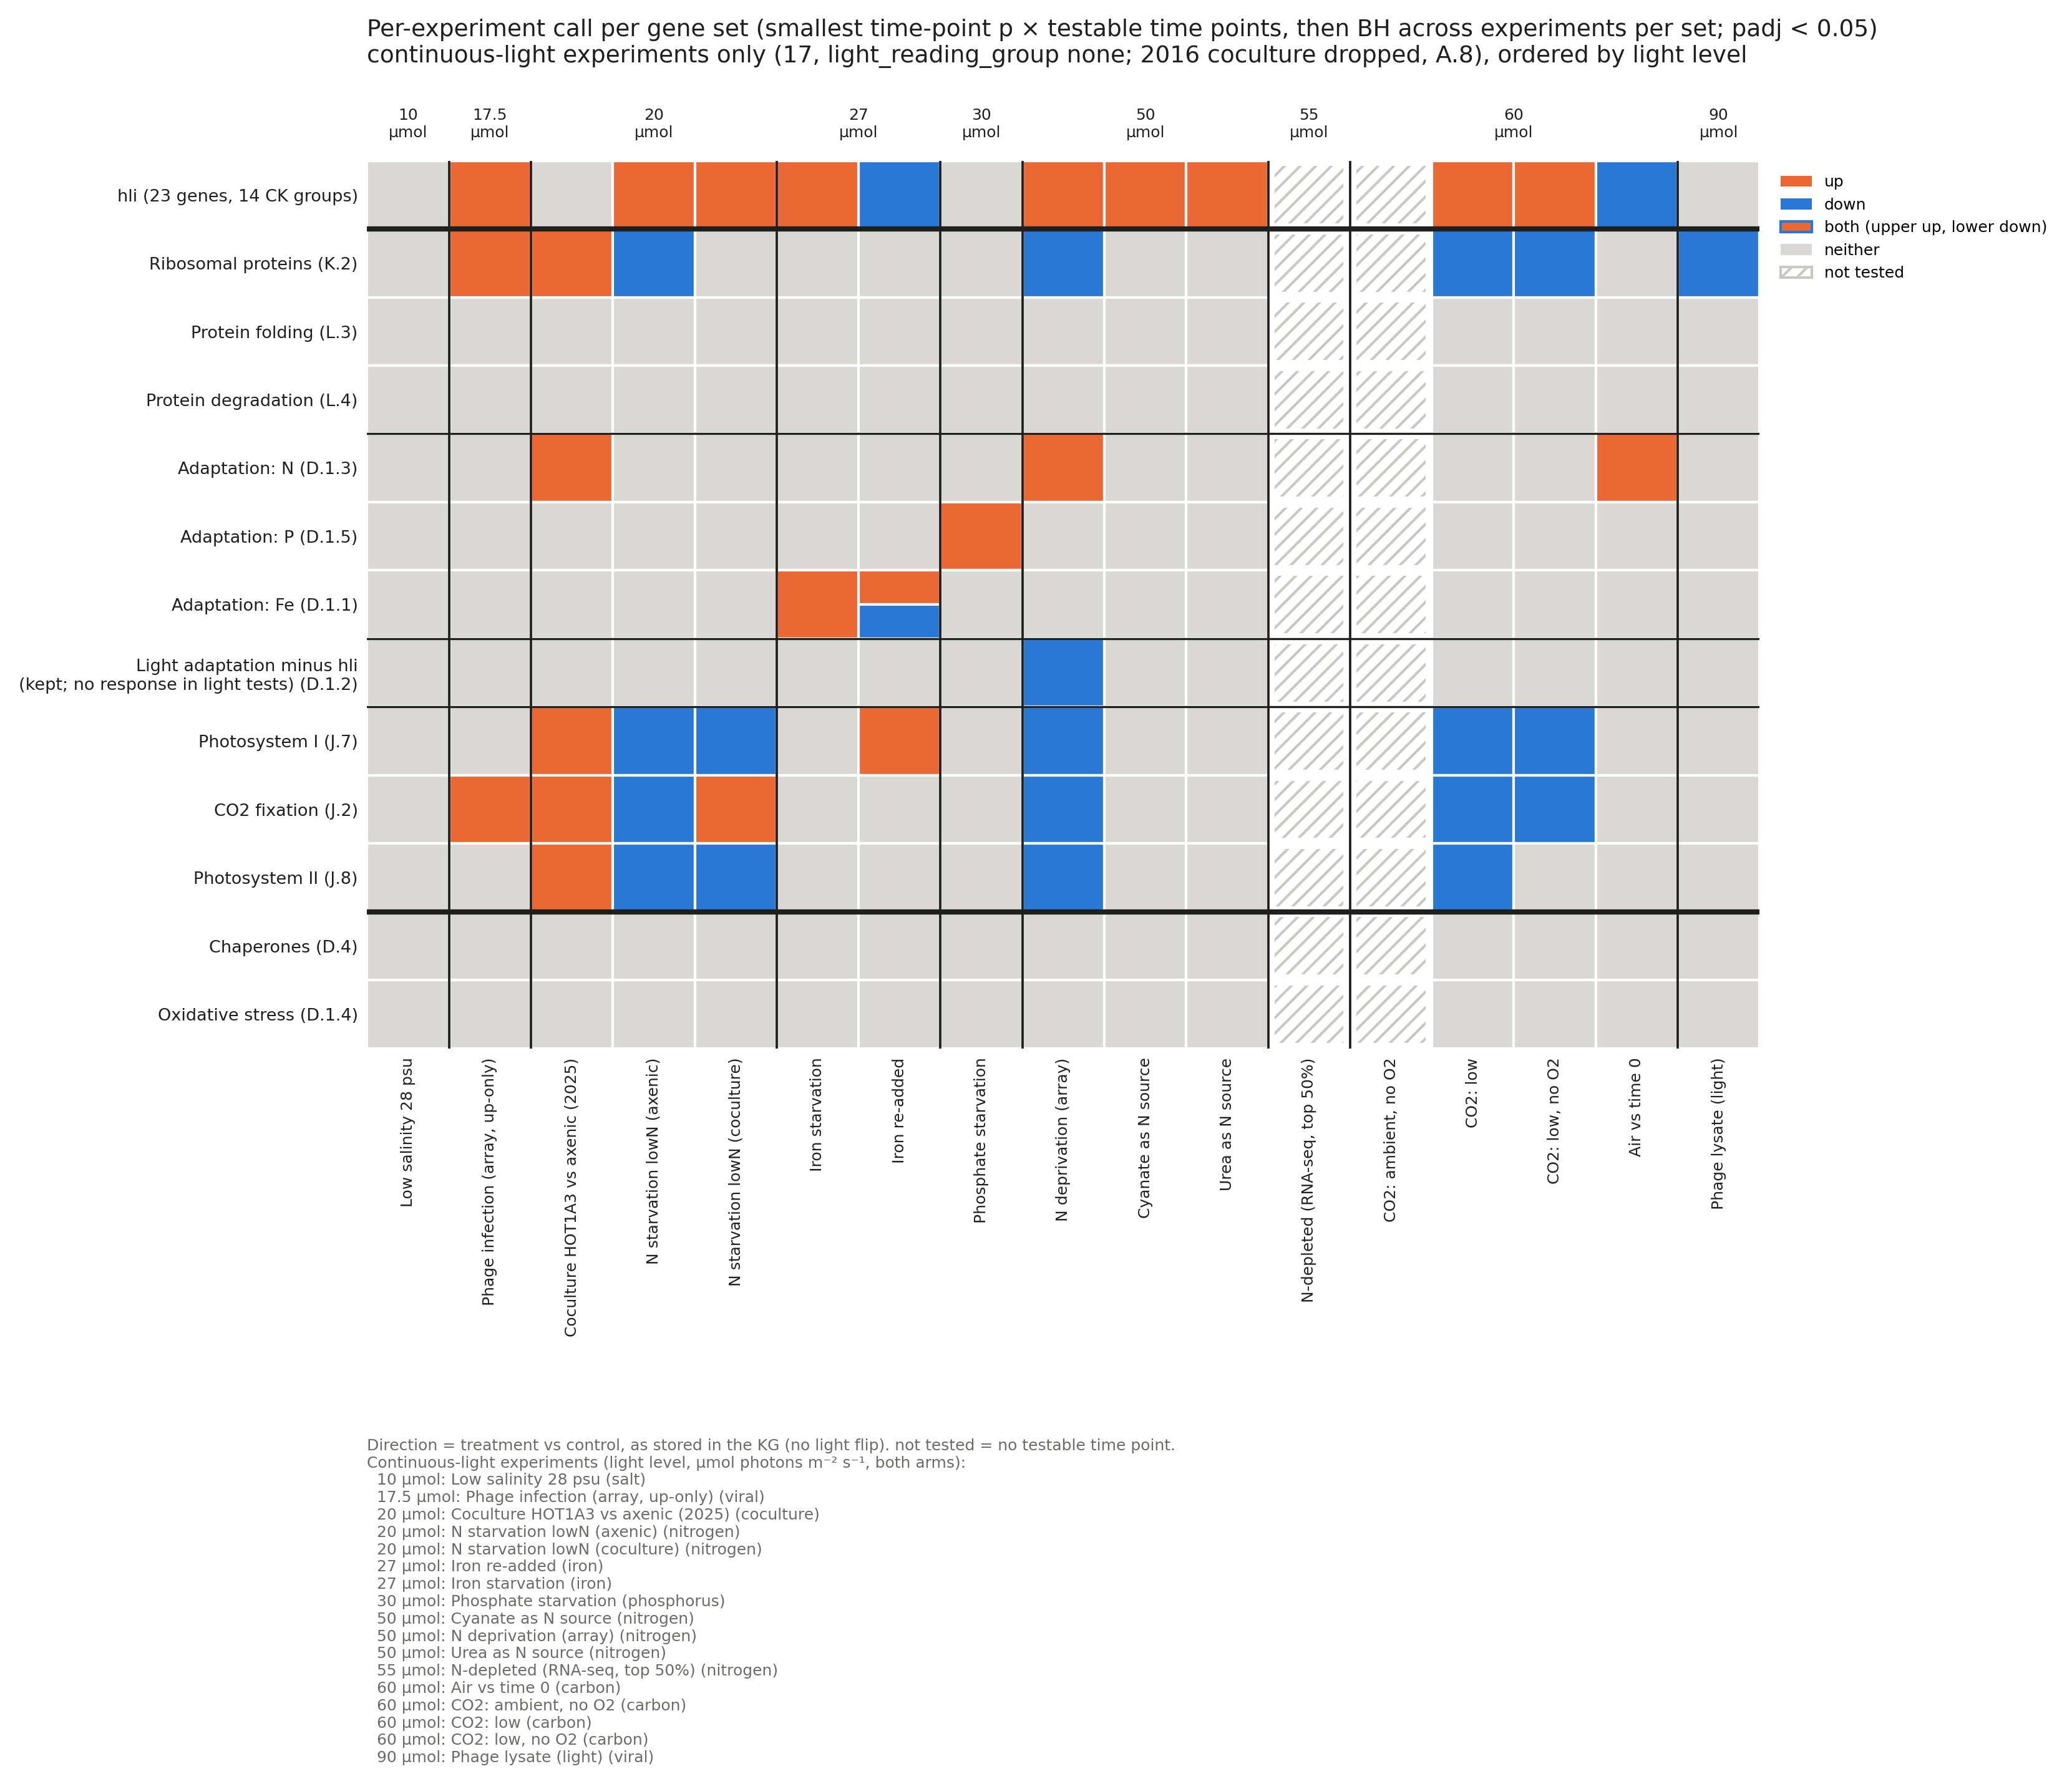 Per-experiment call per gene set (smallest time-point p × testable time points, then BH across experiments per set; padj < 0.05)
continuous-light experiments only (17, light_reading_group none; 2016 coculture dropped, A.8), ordered by light level
10 µmol
17.5 µmol
20 µmol
27 µmol
30 µmol
50 µmol
55 µmol
60 µmol
90 µmol
hli (23 genes, 14 CK groups)
Ribosomal proteins (K.2)
Protein folding (L.3)
Protein degradation (L.4)
Adaptation: N (D.1.3)
Adaptation: P (D.1.5)
Adaptation: Fe (D.1.1)
Light adaptation minus hli
(kept; no response in light tests) (D.1.2)
Photosystem I (J.7)
CO2 fixation (J.2)
Photosystem II (J.8)
Chaperones (D.4)
Oxidative stress (D.1.4)
up
down
both (upper up, lower down)
neither
not tested
Low salinity 28 psu
Phage infection (array, up-only)
Coculture HOT1A3 vs axenic (2025)
N starvation lowN (axenic)
N starvation lowN (coculture)
Iron starvation
Iron re-added
Phosphate starvation
N deprivation (array)
Cyanate as N source
Urea as N source
N-depleted (RNA-seq, top 50%)
CO2: ambient, no O2
CO2: low
CO2: low, no O2
Air vs time 0
Phage lysate (light)
Direction = treatment vs control, as stored in the KG (no light flip). not tested = no testable time point.
Continuous-light experiments (light level, µmol photons m⁻² s⁻¹, both arms):
10 µmol: Low salinity 28 psu (salt)
17.5 µmol: Phage infection (array, up-only) (viral)
20 µmol: Coculture HOT1A3 vs axenic (2025) (coculture)
20 µmol: N starvation lowN (axenic) (nitrogen)
20 µmol: N starvation lowN (coculture) (nitrogen)
27 µmol: Iron re-added (iron)
27 µmol: Iron starvation (iron)
30 µmol: Phosphate starvation (phosphorus)
50 µmol: Cyanate as N source (nitrogen)
50 µmol: N deprivation (array) (nitrogen)
50 µmol: Urea as N source (nitrogen)
55 µmol: N-depleted (RNA-seq, top 50%) (nitrogen)
60 µmol: Air vs time 0 (carbon)
60 µmol: CO2: ambient, no O2 (carbon)
60 µmol: CO2: low (carbon)
60 µmol: CO2: low, no O2 (carbon)
90 µmol: Phage lysate (light) (viral)